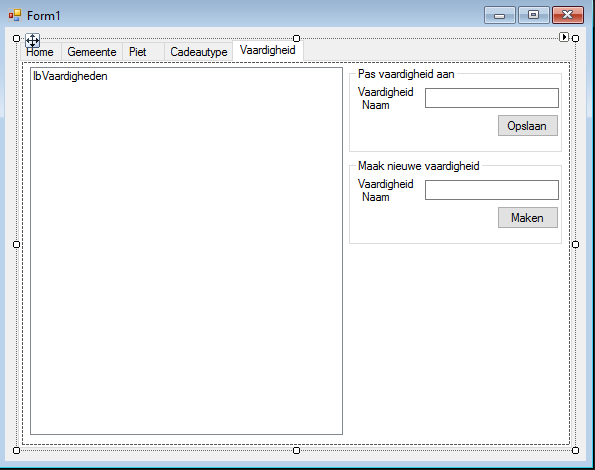 Form1
Home Gemeente Piet Cadeautype Vaardigheid
lbVaardigheden
Pas vaardigheid aan
Vaardigheid
Naam
Opslaan
Maak nieuwe vaardigheid
Vaardigheid
Naam
Maken